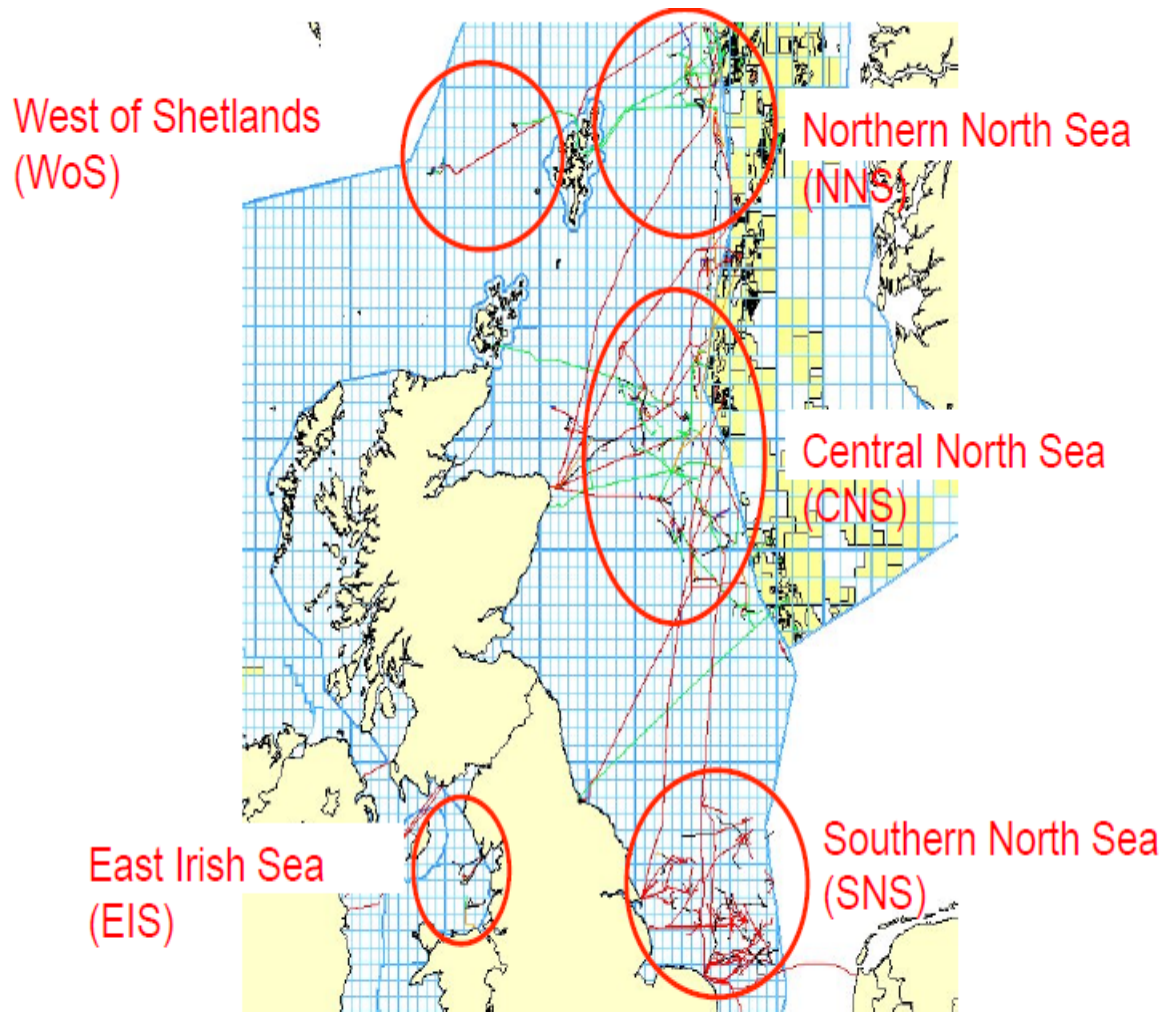 West of Shetlands
(WoS)
Northern North Sea
(NNS)
Central North Sea
(CNS)
East Irish Sea
(EIS)
Southern North Sea
(SNS)